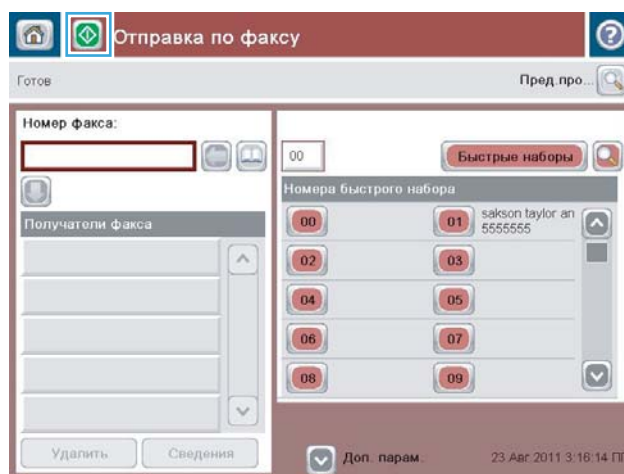 Отправка по факсу
Готов
Пред.про...
Номер факса:
00
Быстрые наборы
Номера быстрого набора
Получатели факса
00
01
sakson taylor an
5555555
02
03
04
05
06
07
08
09
Удалить
Сведения
Доп. парам.
23 Авг 2011 3:16:14 ПП